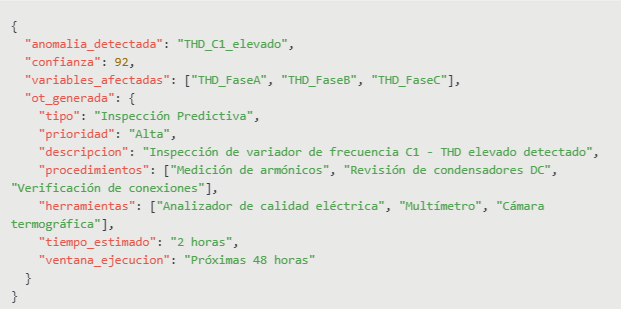 {
  "anomalia_detectada": "THD_C1_elevado",
  "confianza": 92,
  "variables_afectadas": ["THD_FaseA", "THD_FaseB", "THD_FaseC"],
  "ot_generada": {
    "tipo": "Inspección Predictiva",
    "prioridad": "Alta",
    "descripcion": "Inspección de variador de frecuencia C1 - THD elevado detectado",
    "procedimientos": ["Medición de armónicos", "Revisión de condensadores DC",
"Verificación de conexiones"],
    "herramientas": ["Analizador de calidad eléctrica", "Multímetro", "Cámara
termográfica"],
    "tiempo_estimado": "2 horas",
    "ventana_ejecucion": "Próximas 48 horas"
  }
}